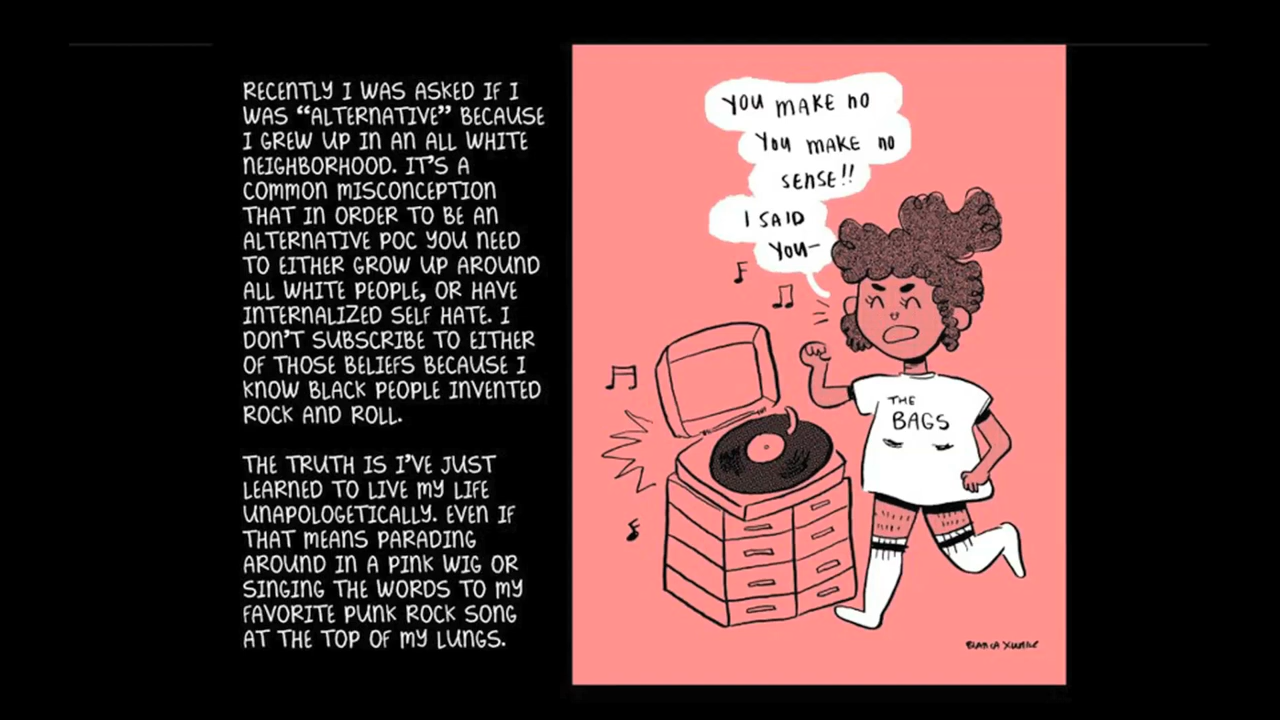 RECENTLY I WAS ASKED IF I
WAS “ALTERNATIVE” BECAUSE
I GREW UP IN AN ALL WHITE
NEIGHBORHOOD. IT’S A
COMMON MISCONCEPTION
THAT IN ORDER TO BE AN
ALTERNATIVE POC YOU NEED
TO EITHER GROW UP AROUND
ALL WHITE PEOPLE, OR HAVE
INTERNALIZED SELF HATE. I
DON’T SUBSCRIBE TO EITHER
OF THOSE BELIEFS BECAUSE I
KNOW BLACK PEOPLE INVENTED
ROCK AND ROLL.
THE TRUTH IS I’VE JUST
LEARNED TO LIVE MY LIFE
UNAPOLOGETICALLY. EVEN IF
THAT MEANS PARADING
AROUND IN A PINK WIG OR
SINGING THE WORDS TO MY
FAVORITE PUNK ROCK SONG
AT THE TOP OF MY LUNGS.
YOU MAKE NO
YOU MAKE NO
SENSE!!
I SAID
YOU—
THE
BAGS
BIANCA XUNISE